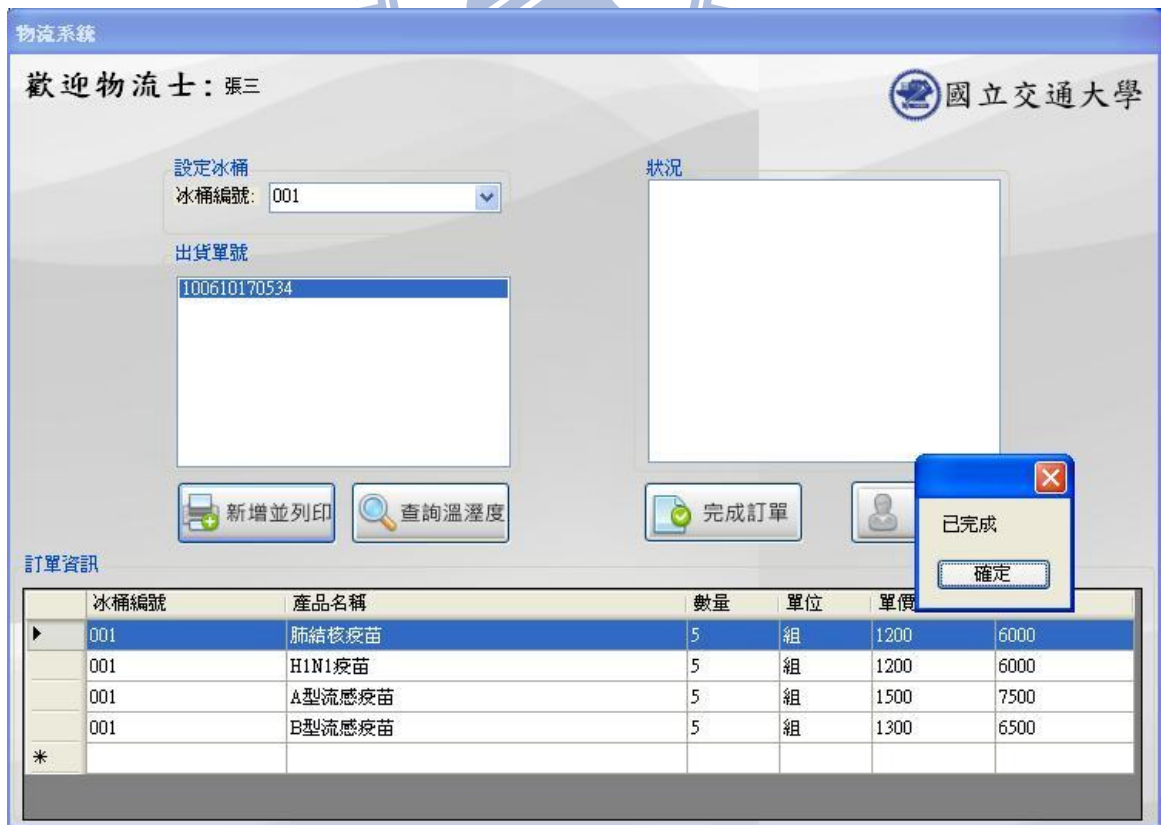 物流系統
歡迎物流士: 張三
國立交通大學
設定冰桶
冰桶編號: 001
狀況
出貨單號
100610170534
新增並列印
查詢溫溼度
完成訂單
已完成
確定
訂單資訊
冰桶編號 產品名稱 數量 單位 單價
001 肺結核疫苗 5 組 1200 6000
001 H1N1疫苗 5 組 1200 6000
001 A型流感疫苗 5 組 1500 7500
001 B型流感疫苗 5 組 1300 6500